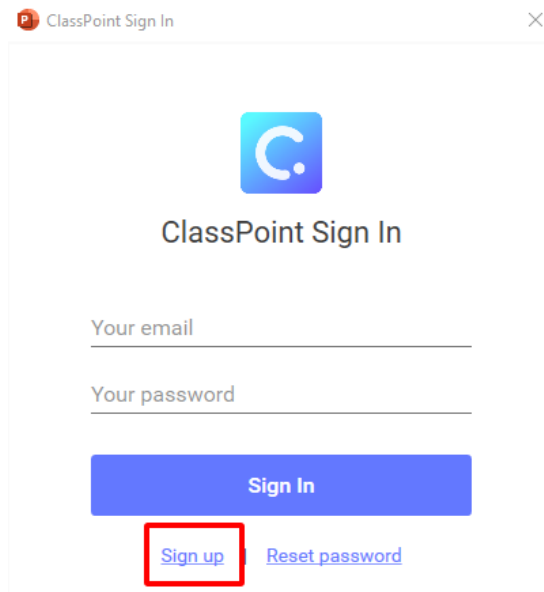 ClassPoint Sign In
ClassPoint Sign In
Your email
Your password
Sign In
Sign up | Reset password